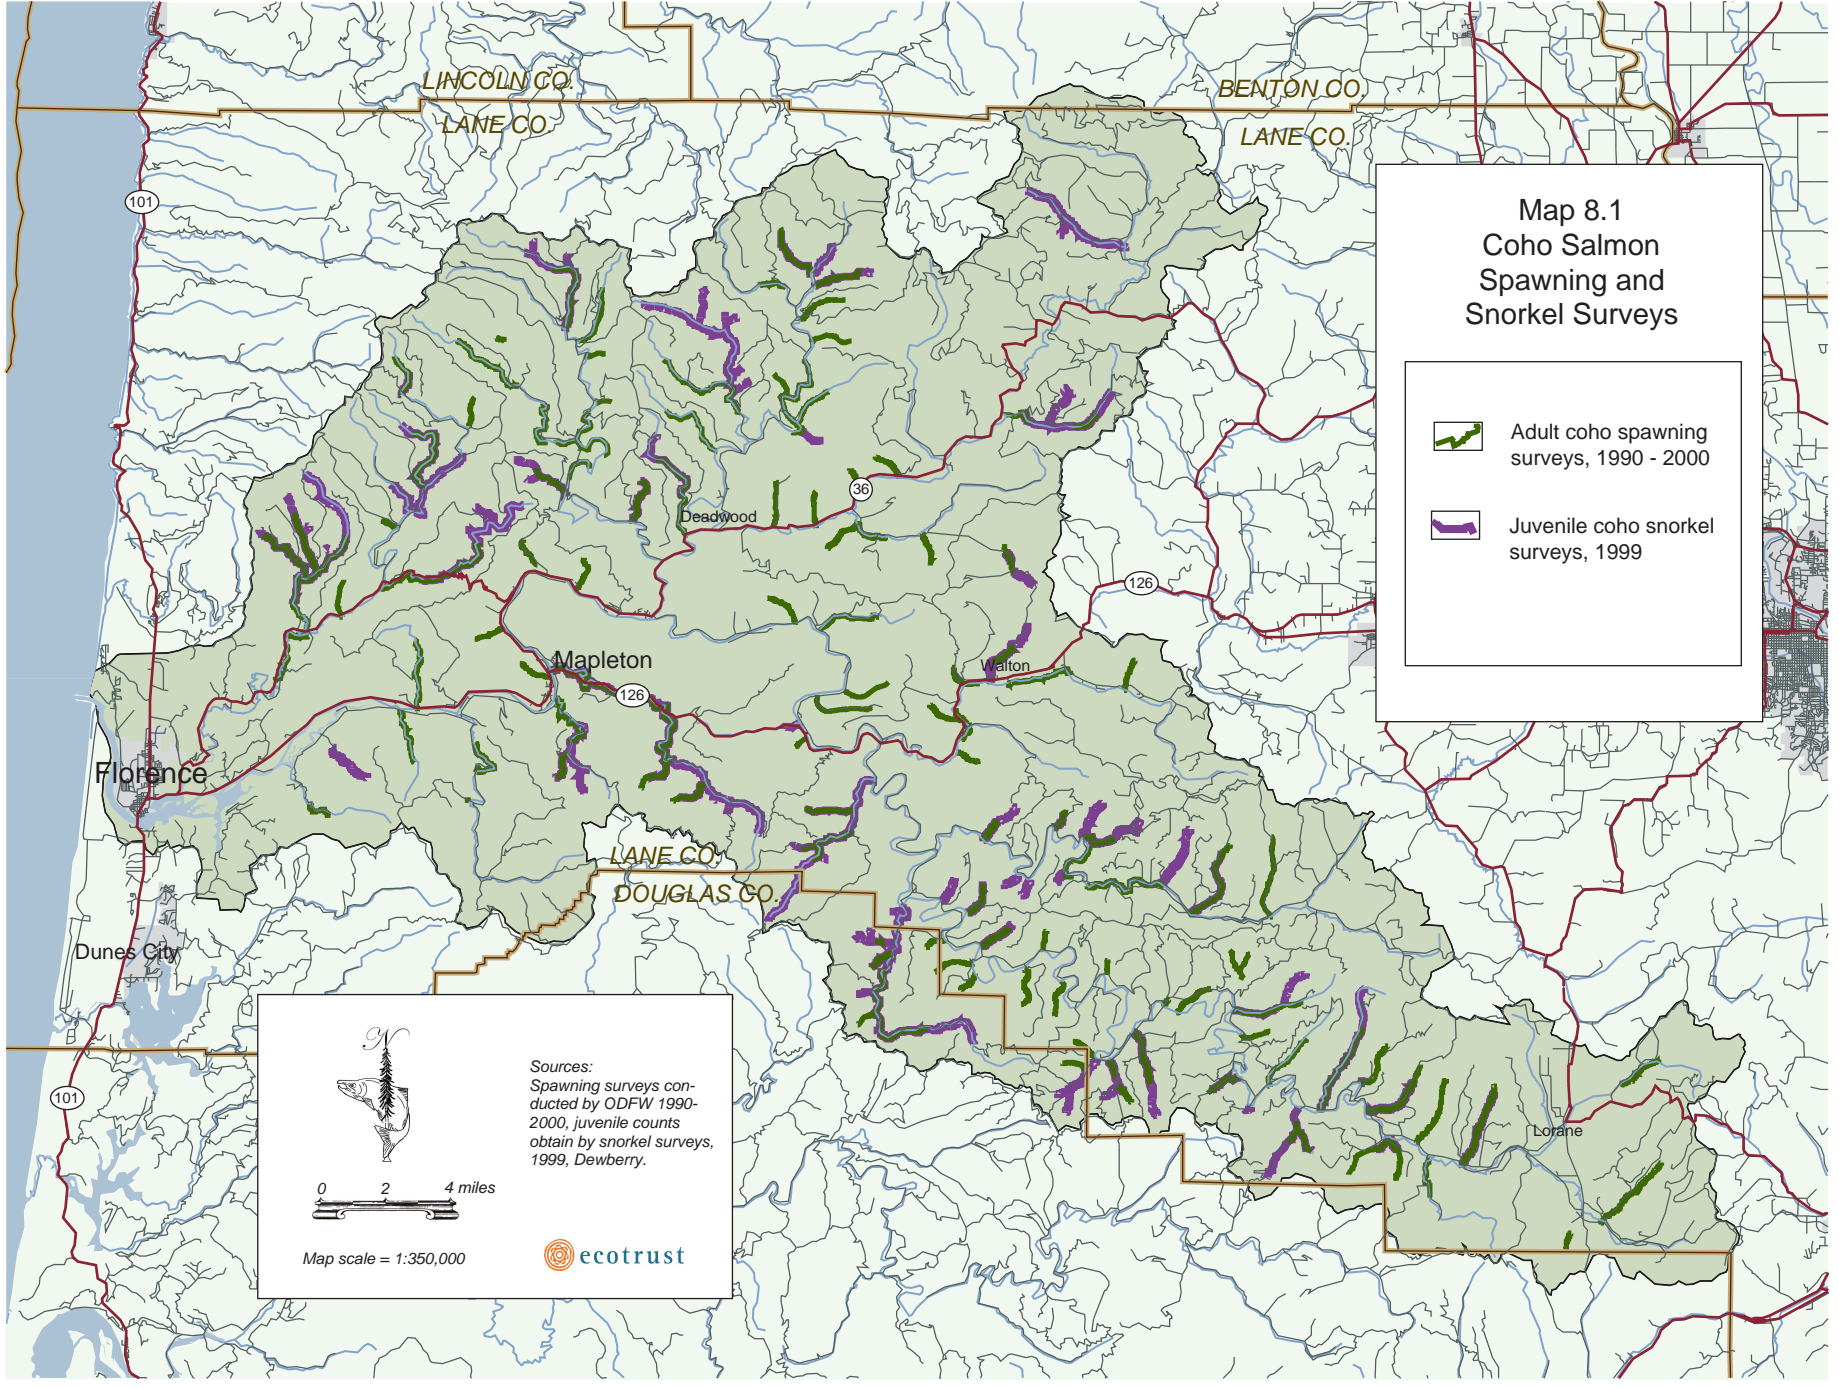 LINCOLN CO.
LANE CO.
BENTON CO.
LANE CO.
101
Map 8.1
Coho Salmon
Spawning and
Snorkel Surveys
Adult coho spawning
surveys, 1990 - 2000
Juvenile coho snorkel
surveys, 1999
36
Deadwood
126
Mapleton
126
Walton
Florence
LANE CO.
DOUGLAS CO.
Dunes City
101
Lorane
N
Sources:
Spawning surveys con-
ducted by ODFW 1990-
2000, juvenile counts
obtain by snorkel surveys,
1999, Dewberry.
0 2 4 miles
Map scale = 1:350,000
ecotrust